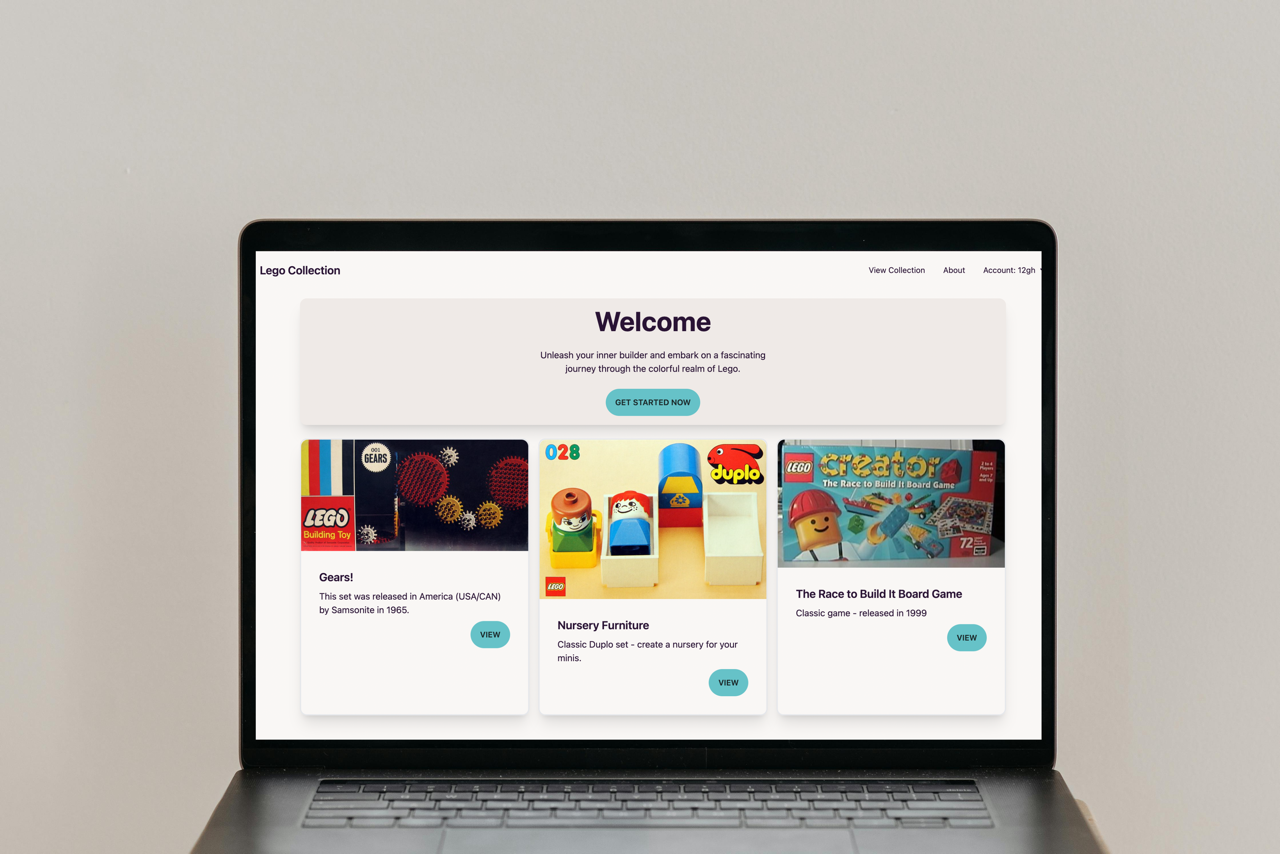 Lego Collection
View Collection
About
Account: 12gh
Welcome
Unleash your inner builder and embark on a fascinating
journey through the colorful realm of Lego.
GET STARTED NOW
001
GEARS
LEGO
Building Toy
Gears!
This set was released in America (USA/CAN)
by Samsonite in 1965.
VIEW
028
duplo
LEGO
Nursery Furniture
Classic Duplo set - create a nursery for your
minis.
VIEW
LEGO
creator
The Race to Build It Board Game
2 to 4
Players
72
The Race to Build It Board Game
Classic game - released in 1999
VIEW